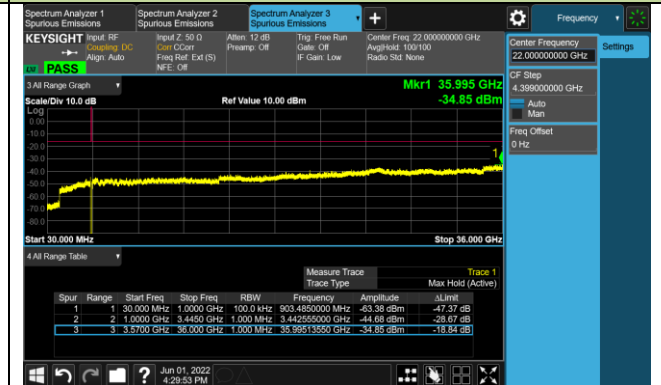 Spectrum Analyzer 1 Spurious Emissions
Spectrum Analyzer 2 Spurious Emissions
Spectrum Analyzer 3 Spurious Emissions
+
Frequency
KEYSIGHT
Input: RF
Coupling: DC
Align: Auto
Input Z: 50 Ω
Corr CCorr
Freq Ref: Ext (S)
NFE: Off
Atten: 12 dB
Preamp: Off
Trig: Free Run
Gate: Off
IF Gain: Low
Center Freq: 22.000000000 GHz
Avg|Hold: 100/100
Radio Std: None
PASS
Center Frequency
22.000000000 GHz
Settings
CF Step
4.399000000 GHz
Auto
Man
Freq Offset
0 Hz
3 All Range Graph
Mkr1 35.995 GHz
-34.85 dBm
Scale/Div 10.0 dB
Ref Value 10.00 dBm
Log
0.00
-10.0
-20.0
-30.0
-40.0
-50.0
-60.0
-70.0
-80.0
1
Start 30.000 MHz
Stop 36.000 GHz
4 All Range Table
Measure Trace Trace 1
Trace Type Max Hold (Active)
Spur Range Start Freq Stop Freq RBW Frequency Amplitude ΔLimit
1 1 30.000 MHz 1.0000 GHz 100.0 kHz 903.4850000 MHz -63.38 dBm -47.37 dB
2 2 1.0000 GHz 3.4450 GHz 1.000 MHz 3.442555000 GHz -44.68 dBm -28.67 dB
3 3 3.5700 GHz 36.000 GHz 1.000 MHz 35.99513550 GHz -34.85 dBm -18.84 dB
?
Jun 01, 2022
4:29:53 PM